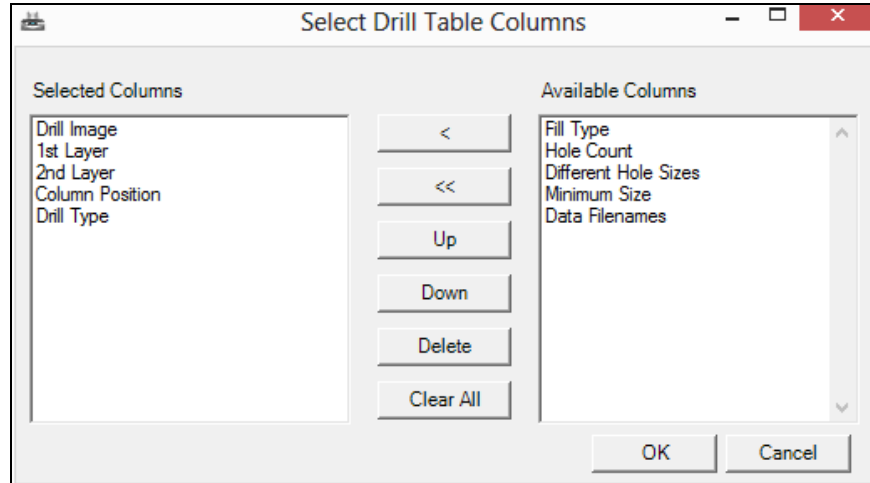 Select Drill Table Columns
Selected Columns
Drill Image
1st Layer
2nd Layer
Column Position
Drill Type
<
<<
Up
Down
Delete
Clear All
Available Columns
Fill Type
Hole Count
Different Hole Sizes
Minimum Size
Data Filenames
OK
Cancel